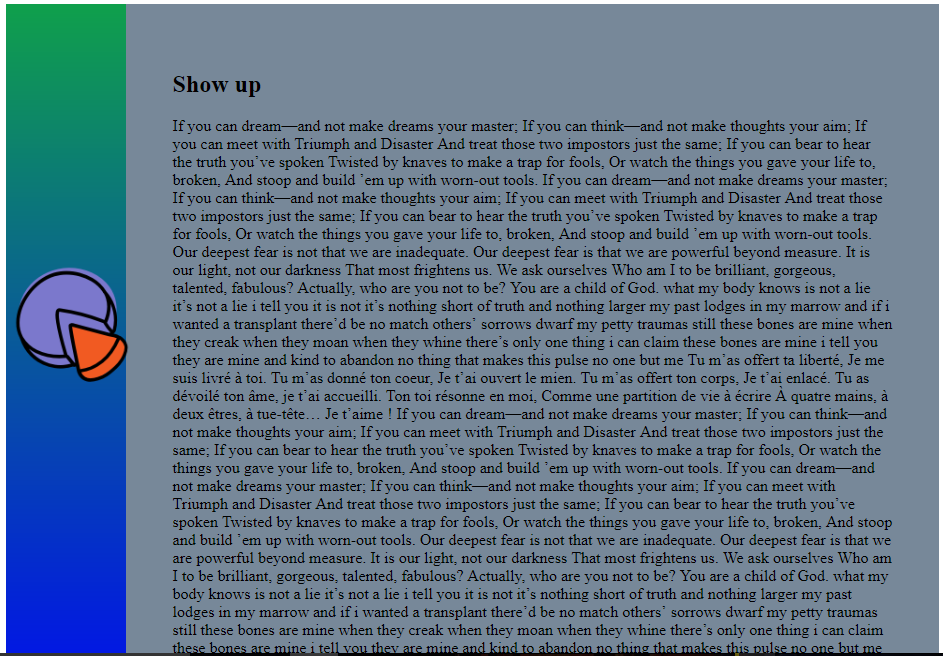 Show up
If you can dream—and not make dreams your master; If you can think—and not make thoughts your aim; If
you can meet with Triumph and Disaster And treat those two impostors just the same; If you can bear to hear
the truth you’ve spoken Twisted by knaves to make a trap for fools, Or watch the things you gave your life to,
broken, And stoop and build ’em up with worn-out tools. If you can dream—and not make dreams your master;
If you can think—and not make thoughts your aim; If you can meet with Triumph and Disaster And treat those
two impostors just the same; If you can bear to hear the truth you’ve spoken Twisted by knaves to make a trap
for fools, Or watch the things you gave your life to, broken, And stoop and build ’em up with worn-out tools.
Our deepest fear is not that we are inadequate. Our deepest fear is that we are powerful beyond measure. It is
our light, not our darkness That most frightens us. We ask ourselves Who am I to be brilliant, gorgeous,
talented, fabulous? Actually, who are you not to be? You are a child of God. what my body knows is not a lie
it’s not a lie i tell you it is not it’s nothing short of truth and nothing larger my past lodges in my marrow and if i
wanted a transplant there’d be no match others’ sorrows dwarf my petty traumas still these bones are mine when
they creak when they moan when they whine there’s only one thing i can claim these bones are mine i tell you
they are mine and kind to abandon no thing that makes this pulse no one but me Tu m’as offert ta liberté, Je me
suis livré à toi. Tu m’as donné ton coeur, Je t’ai ouvert le mien. Tu m’as offert ton corps, Je t’ai enlacé. Tu as
dévoilé ton âme, je t’ai accueilli. Ton toi résonne en moi, Comme une partition de vie à écrire À quatre mains, à
deux êtres, à tue-tête… Je t’aime ! If you can dream—and not make dreams your master; If you can think—and
not make thoughts your aim; If you can meet with Triumph and Disaster And treat those two impostors just the
same; If you can bear to hear the truth you’ve spoken Twisted by knaves to make a trap for fools, Or watch the
things you gave your life to, broken, And stoop and build ’em up with worn-out tools. If you can dream—and
not make dreams your master; If you can think—and not make thoughts your aim; If you can meet with
Triumph and Disaster And treat those two impostors just the same; If you can bear to hear the truth you’ve
spoken Twisted by knaves to make a trap for fools, Or watch the things you gave your life to, broken, And stoop
and build ’em up with worn-out tools. Our deepest fear is not that we are inadequate. Our deepest fear is that we
are powerful beyond measure. It is our light, not our darkness That most frightens us. We ask ourselves Who am
I to be brilliant, gorgeous, talented, fabulous? Actually, who are you not to be? You are a child of God. what my
body knows is not a lie it’s not a lie i tell you it is not it’s nothing short of truth and nothing larger my past
lodges in my marrow and if i wanted a transplant there’d be no match others’ sorrows dwarf my petty traumas
still these bones are mine when they creak when they moan when they whine there’s only one thing i can claim
these bones are mine i tell you they are mine and kind to abandon no thing that makes this pulse no one but me